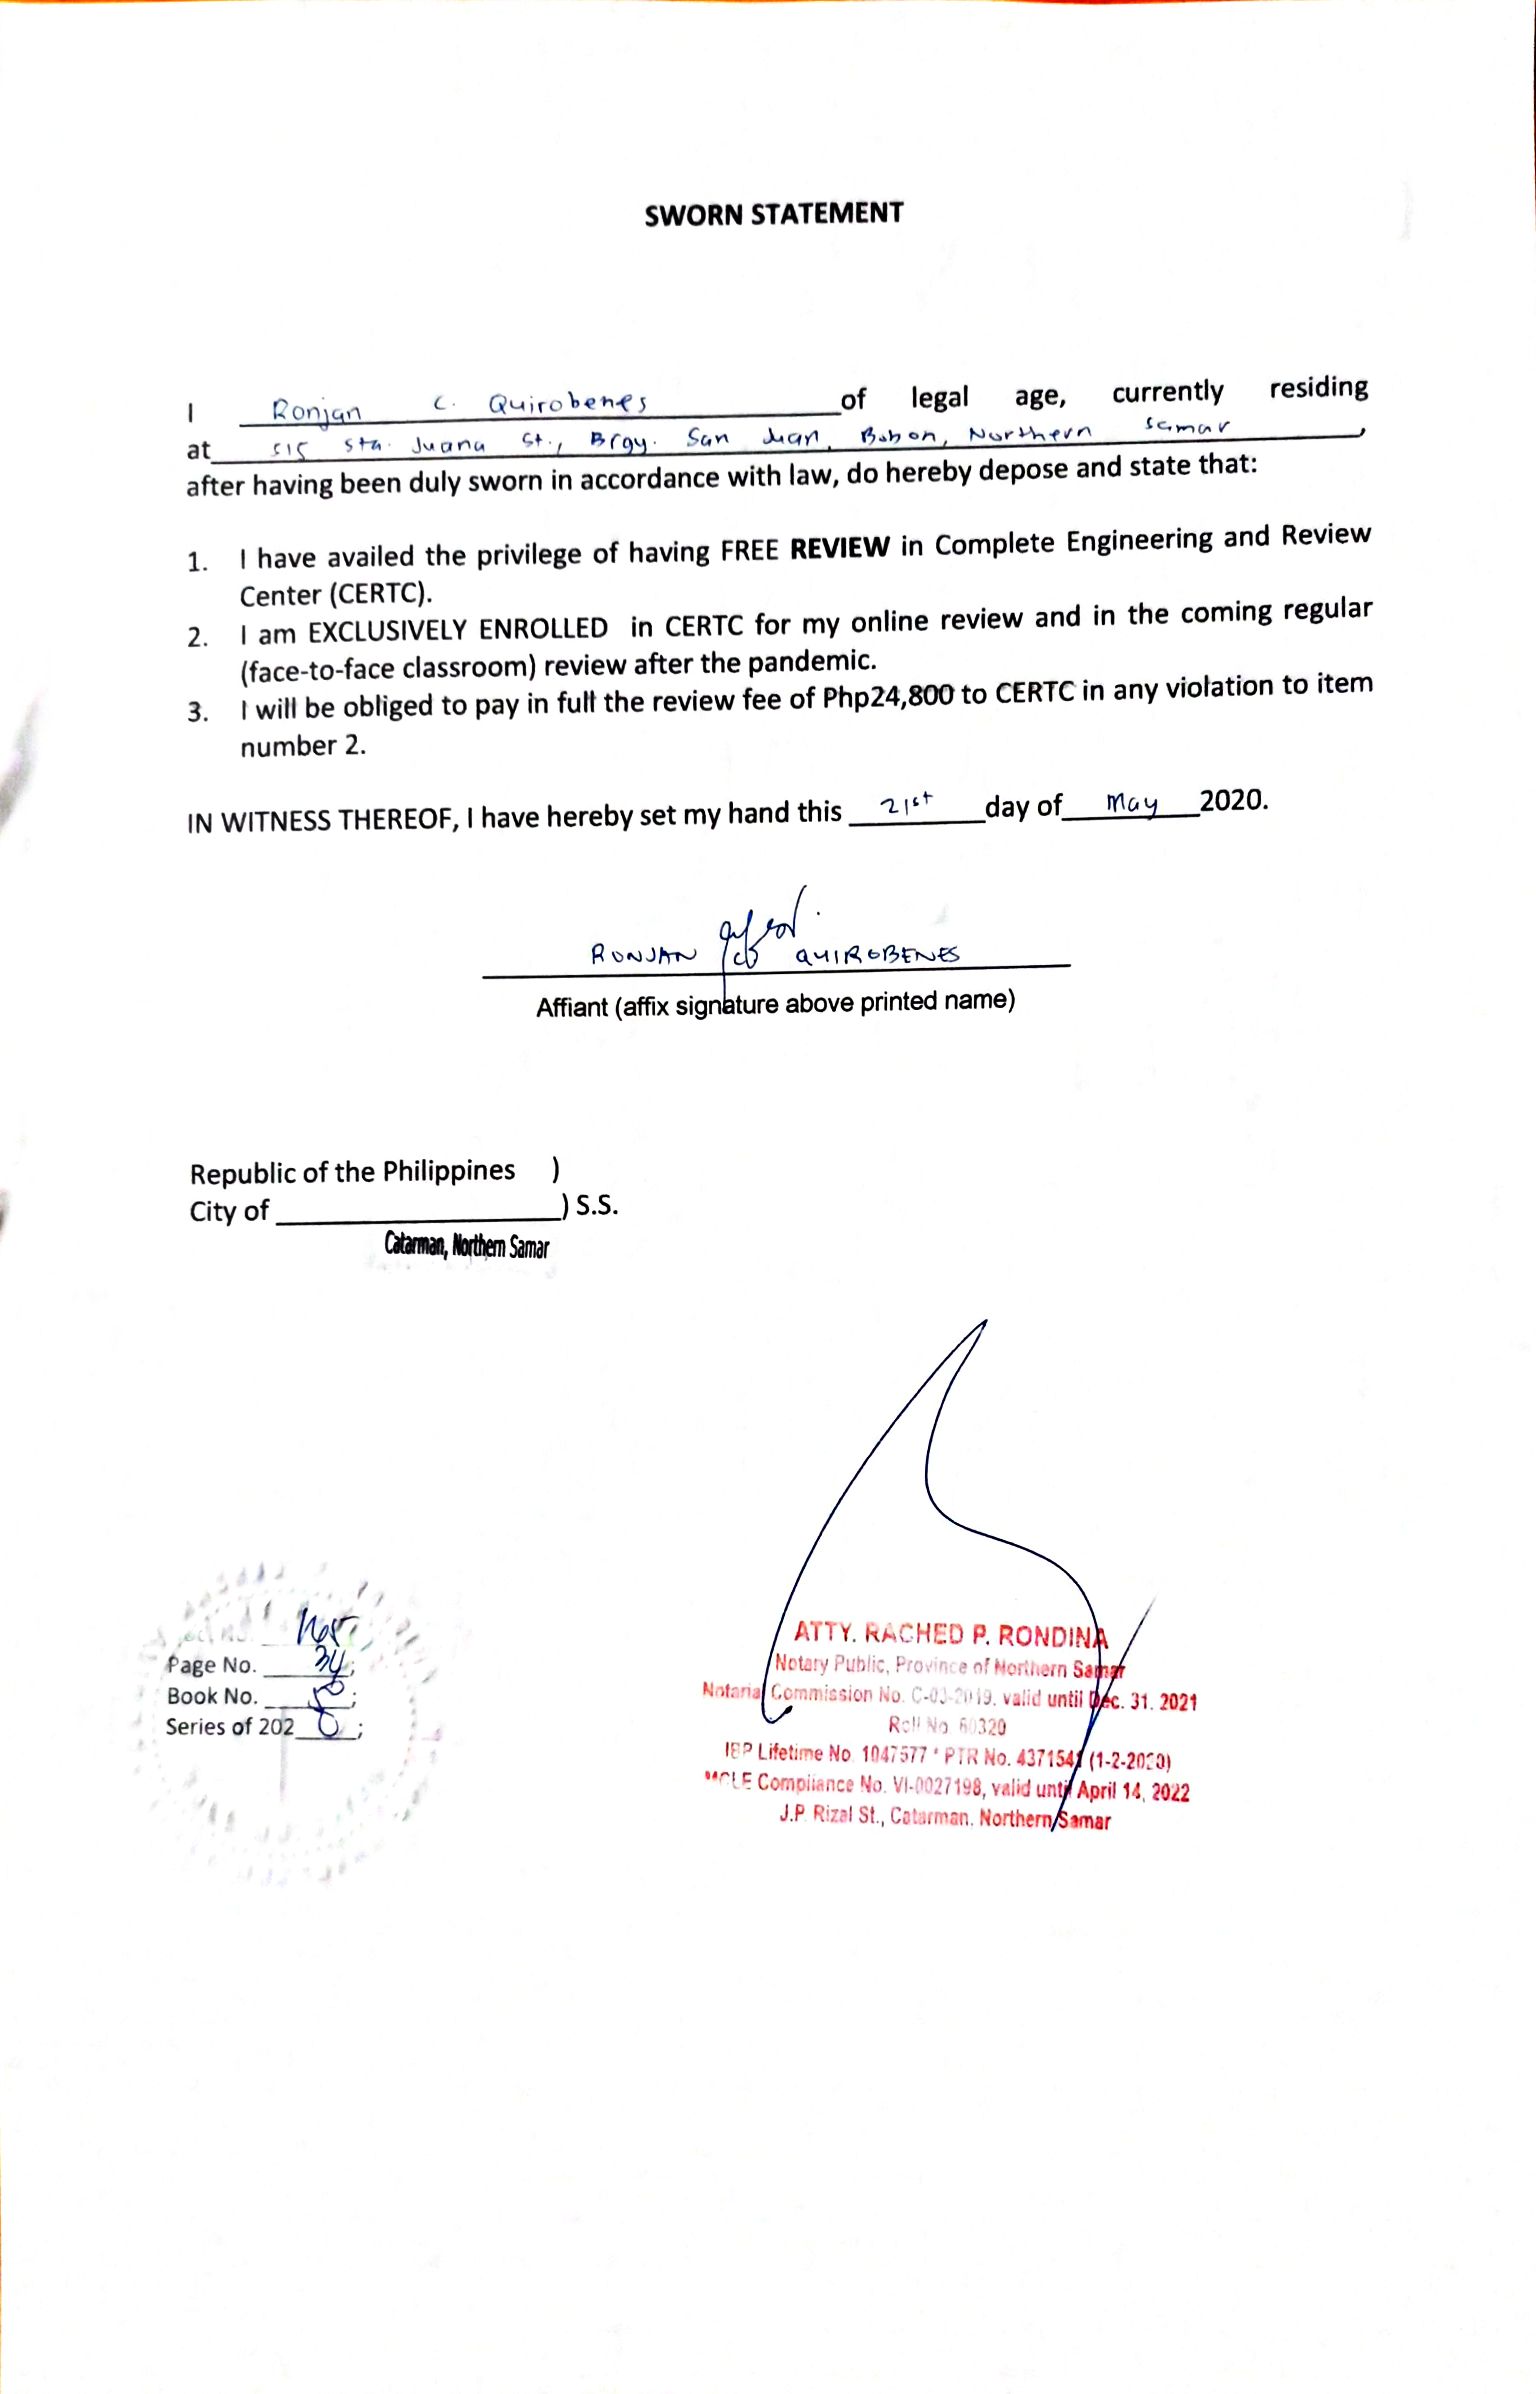 SWORN STATEMENT
I Ronjan C. Quirobenes of legal age, currently residing
at 515 Sta. Juana St., Brgy. San Juan, Bobon, Northern Samar,
after having been duly sworn in accordance with law, do hereby depose and state that:
1. I have availed the privilege of having FREE REVIEW in Complete Engineering and Review
Center (CERTC).
2. I am EXCLUSIVELY ENROLLED in CERTC for my online review and in the coming regular
(face-to-face classroom) review after the pandemic.
3. I will be obliged to pay in full the review fee of Php24,800 to CERTC in any violation to item
number 2.
IN WITNESS THEREOF, I have hereby set my hand this 21st day of May 2020.
RONJAN QUIROBENES
Affiant (affix signature above printed name)
Republic of the Philippines )
City of ) S.S.
Catarman, Northern Samar
No.
Page No. 34;
Book No. ;
Series of 2020;
ATTY. RACHED P. RONDINA
Notary Public, Province of Northern Samar
Notarial Commission No. C-03-2019, valid until Dec. 31. 2021
Roll No 60320
IBP Lifetime No. 1047577 * PTR No. 4371541 (1-2-2020)
MCLE Compliance No. VI-0027198, valid until April 14, 2022
J.P. Rizal St., Catarman, Northern Samar